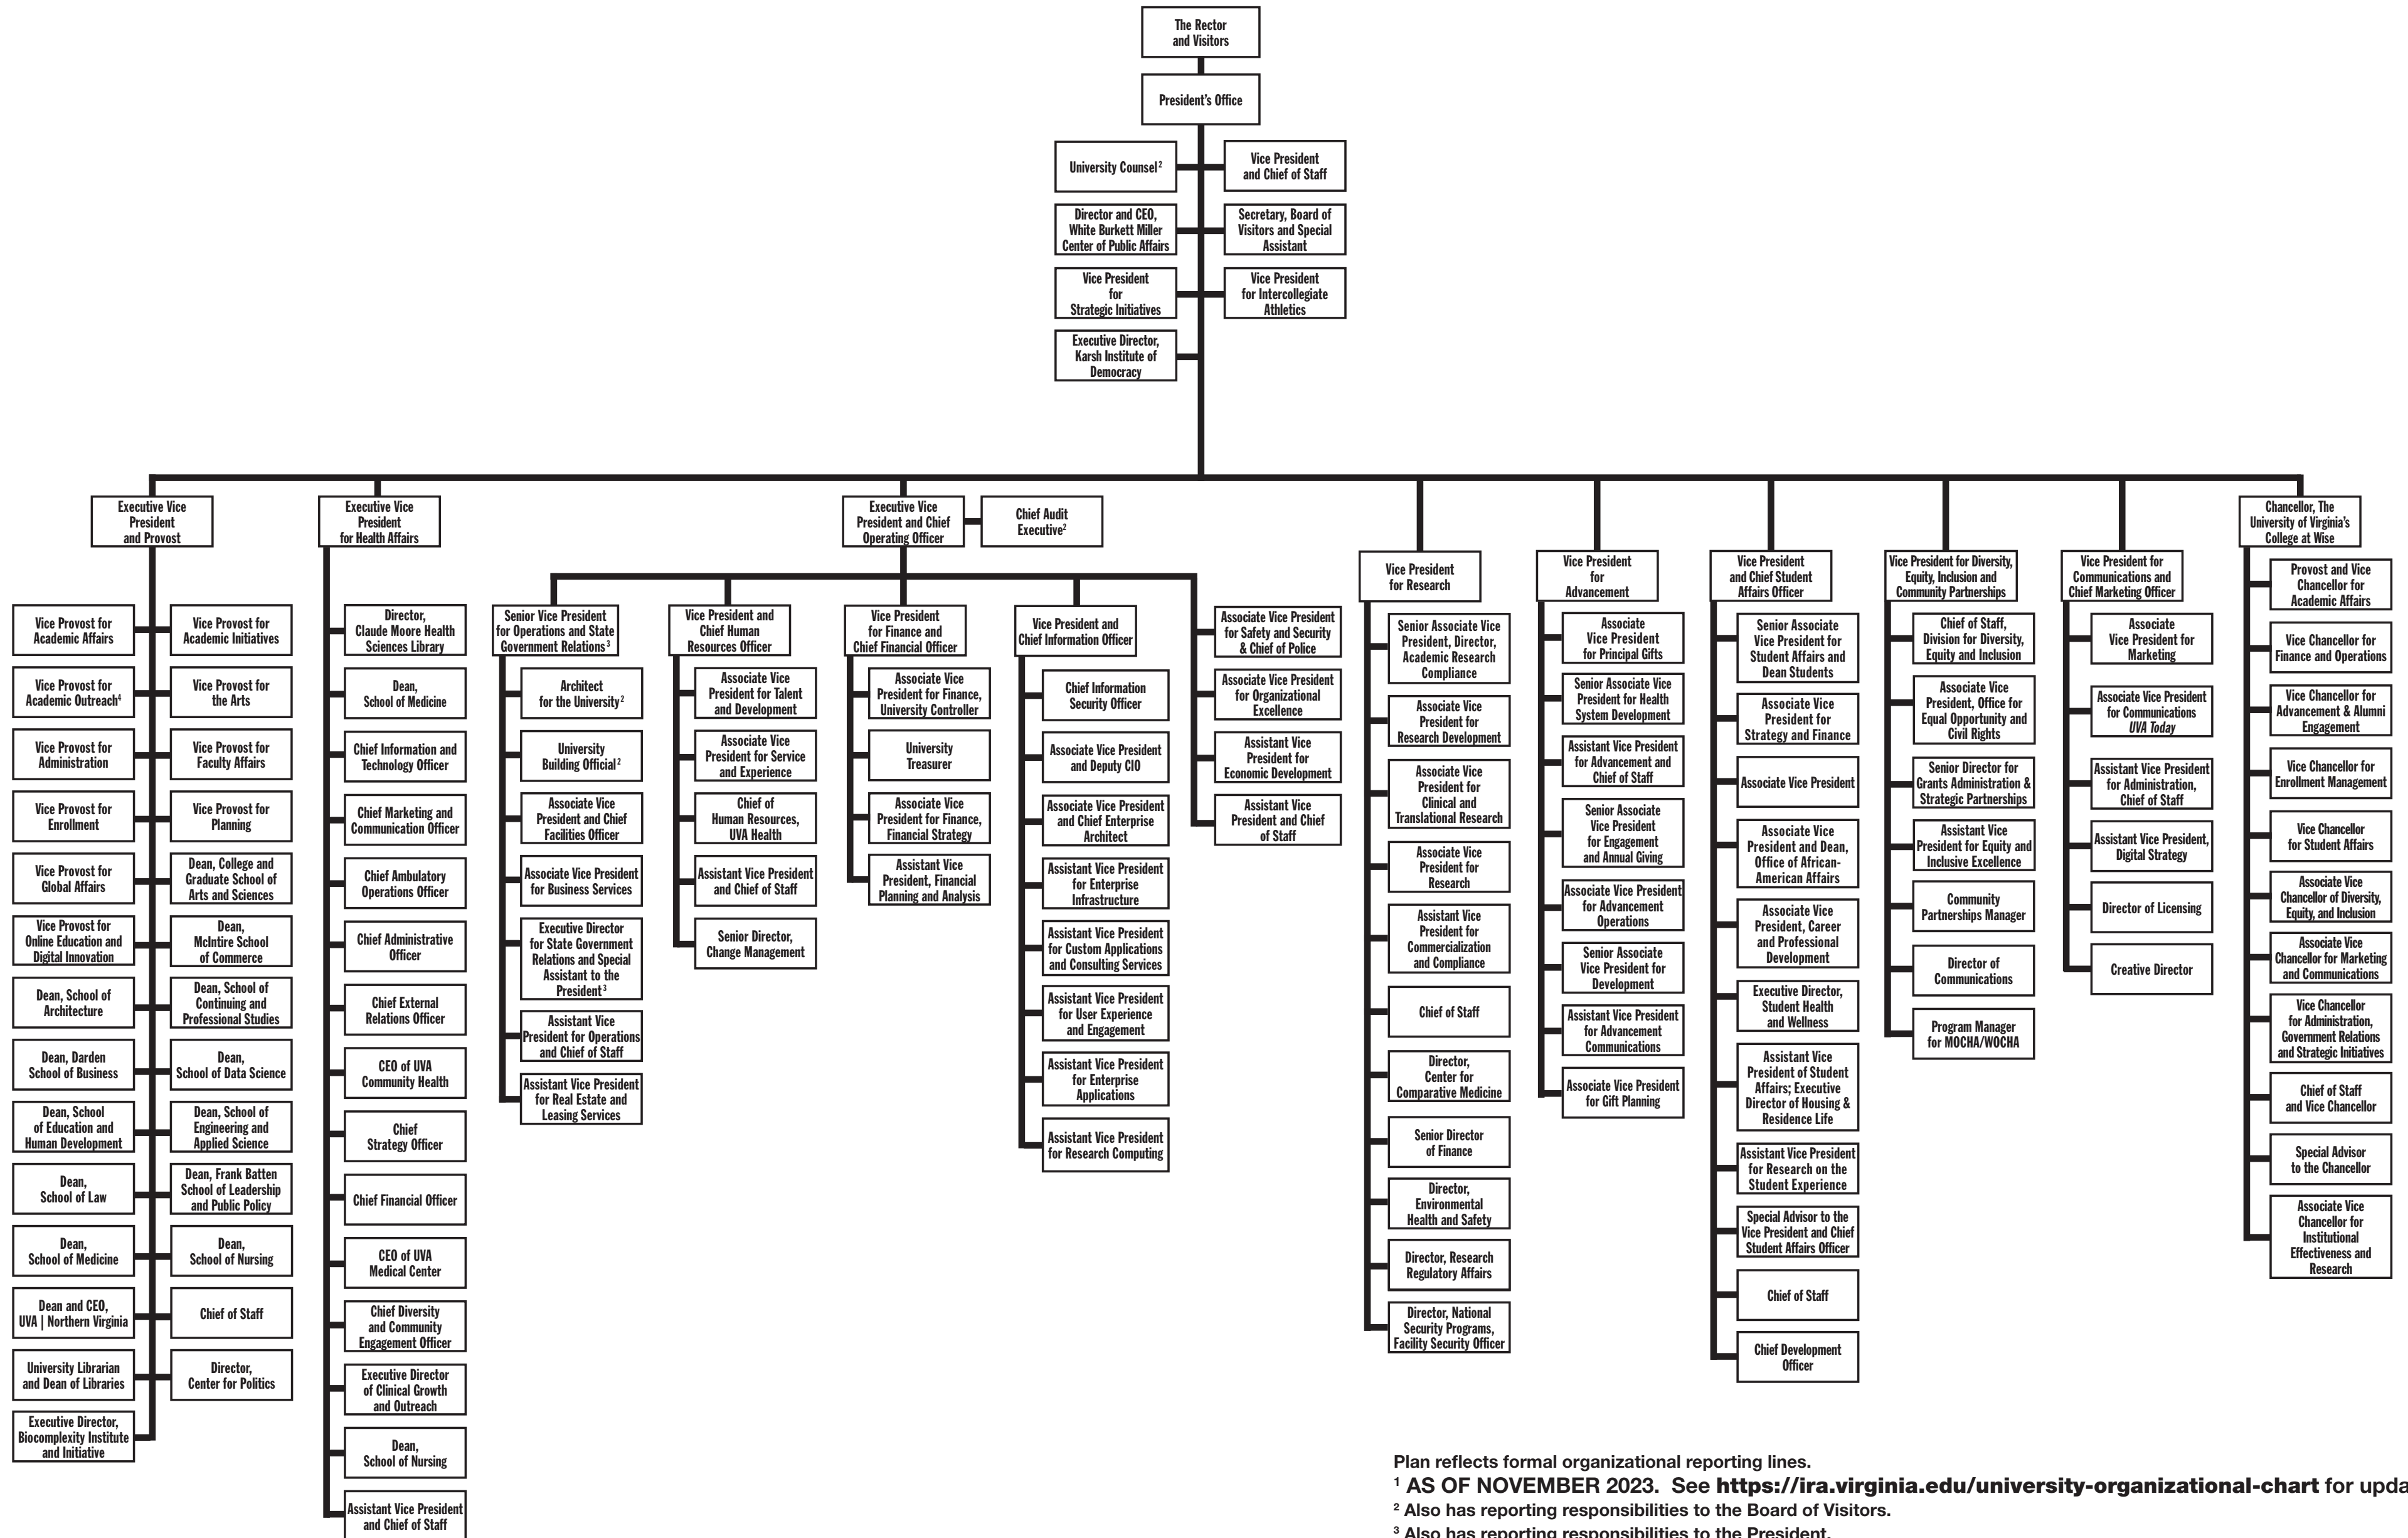 The Rector
and Visitors
President's Office
University Counsel²
Vice President
and Chief of Staff
Director and CEO,
White Burkett Miller
Center of Public Affairs
Secretary, Board of
Visitors and Special
Assistant
Vice President
for
Strategic Initiatives
Vice President
for Intercollegiate
Athletics
Executive Director,
Karsh Institute of
Democracy
Executive Vice
President
and Provost
Vice Provost for
Academic Affairs
Vice Provost for
Academic Initiatives
Vice Provost for
Academic Outreach⁴
Vice Provost for
the Arts
Vice Provost for
Administration
Vice Provost for
Faculty Affairs
Vice Provost for
Enrollment
Vice Provost for
Planning
Vice Provost for
Global Affairs
Dean, College and
Graduate School of
Arts and Sciences
Vice Provost for
Online Education and
Digital Innovation
Dean,
McIntire School
of Commerce
Dean, School of
Architecture
Dean, School of
Continuing and
Professional Studies
Dean, Darden
School of Business
Dean,
School of Data Science
Dean, School
of Education and
Human Development
Dean, School of
Engineering and
Applied Science
Dean,
School of Law
Dean, Frank Batten
School of Leadership
and Public Policy
Dean,
School of Medicine
Dean,
School of Nursing
Dean and CEO,
UVA | Northern Virginia
Chief of Staff
University Librarian
and Dean of Libraries
Director,
Center for Politics
Executive Director,
Biocomplexity Institute
and Initiative
Executive Vice
President
for Health Affairs
Director,
Claude Moore Health
Sciences Library
Dean,
School of Medicine
Chief Information and
Technology Officer
Chief Marketing and
Communication Officer
Chief Ambulatory
Operations Officer
Chief Administrative
Officer
Chief External
Relations Officer
CEO of UVA
Community Health
Chief
Strategy Officer
Chief Financial Officer
CEO of UVA
Medical Center
Chief Diversity
and Community
Engagement Officer
Executive Director
of Clinical Growth
and Outreach
Dean,
School of Nursing
Assistant Vice President
and Chief of Staff
Executive Vice
President and Chief
Operating Officer
Chief Audit
Executive²
Senior Vice President
for Operations and State
Government Relations³
Architect
for the University²
University
Building Official²
Associate Vice
President and Chief
Facilities Officer
Associate Vice President
for Business Services
Executive Director
for State Government
Relations and Special
Assistant to the
President³
Assistant Vice
President for Operations
and Chief of Staff
Assistant Vice President
for Real Estate and
Leasing Services
Vice President and
Chief Human
Resources Officer
Associate Vice
President for Talent
and Development
Associate Vice
President for Service
and Experience
Chief of
Human Resources,
UVA Health
Assistant Vice President
and Chief of Staff
Senior Director,
Change Management
Vice President
for Finance and
Chief Financial Officer
Associate Vice
President for Finance,
University Controller
University
Treasurer
Associate Vice
President for Finance,
Financial Strategy
Assistant Vice
President, Financial
Planning and Analysis
Vice President and
Chief Information Officer
Chief Information
Security Officer
Associate Vice President
and Deputy CIO
Associate Vice President
and Chief Enterprise
Architect
Assistant Vice President
for Enterprise
Infrastructure
Assistant Vice President
for Custom Applications
and Consulting Services
Assistant Vice President
for User Experience
and Engagement
Assistant Vice President
for Enterprise
Applications
Assistant Vice President
for Research Computing
Associate Vice President
for Safety and Security
& Chief of Police
Associate Vice President
for Organizational
Excellence
Assistant Vice
President for
Economic Development
Assistant Vice
President and Chief
of Staff
Vice President
for Research
Senior Associate Vice
President, Director,
Academic Research
Compliance
Associate Vice
President for
Research Development
Associate Vice
President for
Clinical and
Translational Research
Associate Vice
President for
Research
Assistant Vice
President for
Commercialization
and Compliance
Chief of Staff
Director,
Center for
Comparative Medicine
Senior Director
of Finance
Director,
Environmental
Health and Safety
Director, Research
Regulatory Affairs
Director, National
Security Programs,
Facility Security Officer
Vice President
for
Advancement
Associate
Vice President
for Principal Gifts
Senior Associate Vice
President for Health
System Development
Assistant Vice President
for Advancement and
Chief of Staff
Senior Associate
Vice President
for Engagement
and Annual Giving
Associate Vice President
for Advancement
Operations
Senior Associate
Vice President for
Development
Assistant Vice President
for Advancement
Communications
Associate Vice President
for Gift Planning
Vice President
and Chief Student
Affairs Officer
Senior Associate
Vice President for
Student Affairs and
Dean Students
Associate Vice
President for
Strategy and Finance
Associate Vice President
Associate Vice
President and Dean,
Office of African-
American Affairs
Associate Vice
President, Career
and Professional
Development
Executive Director,
Student Health
and Wellness
Assistant Vice
President of Student
Affairs; Executive
Director of Housing &
Residence Life
Assistant Vice President
for Research on the
Student Experience
Special Advisor to the
Vice President and Chief
Student Affairs Officer
Chief of Staff
Chief Development
Officer
Vice President for Diversity,
Equity, Inclusion and
Community Partnerships
Chief of Staff,
Division for Diversity,
Equity and Inclusion
Associate Vice
President, Office for
Equal Opportunity and
Civil Rights
Senior Director for
Grants Administration &
Strategic Partnerships
Assistant Vice
President for Equity and
Inclusive Excellence
Community
Partnerships Manager
Director of
Communications
Program Manager
for MOCHA/WOCHA
Vice President for
Communications and
Chief Marketing Officer
Associate
Vice President for
Marketing
Associate Vice President
for Communications
UVA Today
Assistant Vice President
for Administration,
Chief of Staff
Assistant Vice President,
Digital Strategy
Director of Licensing
Creative Director
Chancellor, The
University of Virginia's
College at Wise
Provost and Vice
Chancellor for
Academic Affairs
Vice Chancellor for
Finance and Operations
Vice Chancellor for
Advancement & Alumni
Engagement
Vice Chancellor for
Enrollment Management
Vice Chancellor
for Student Affairs
Associate Vice
Chancellor of Diversity,
Equity, and Inclusion
Associate Vice
Chancellor for Marketing
and Communications
Vice Chancellor
for Administration,
Government Relations
and Strategic Initiatives
Chief of Staff
and Vice Chancellor
Special Advisor
to the Chancellor
Associate Vice
Chancellor for
Institutional
Effectiveness and
Research
Plan reflects formal organizational reporting lines.
¹ AS OF NOVEMBER 2023. See https://ira.virginia.edu/university-organizational-chart for upda
² Also has reporting responsibilities to the Board of Visitors.
³ Also has reporting responsibilities to the President.